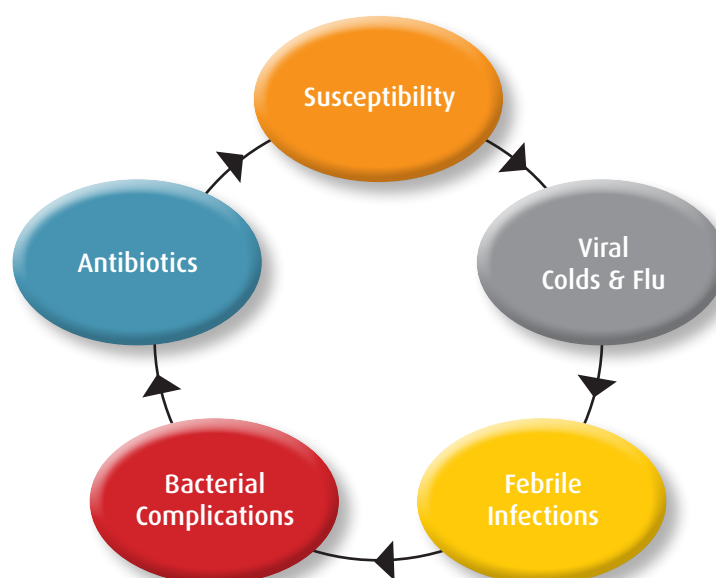 Susceptibility
Viral
Colds & Flu
Febrile
Infections
Bacterial
Complications
Antibiotics